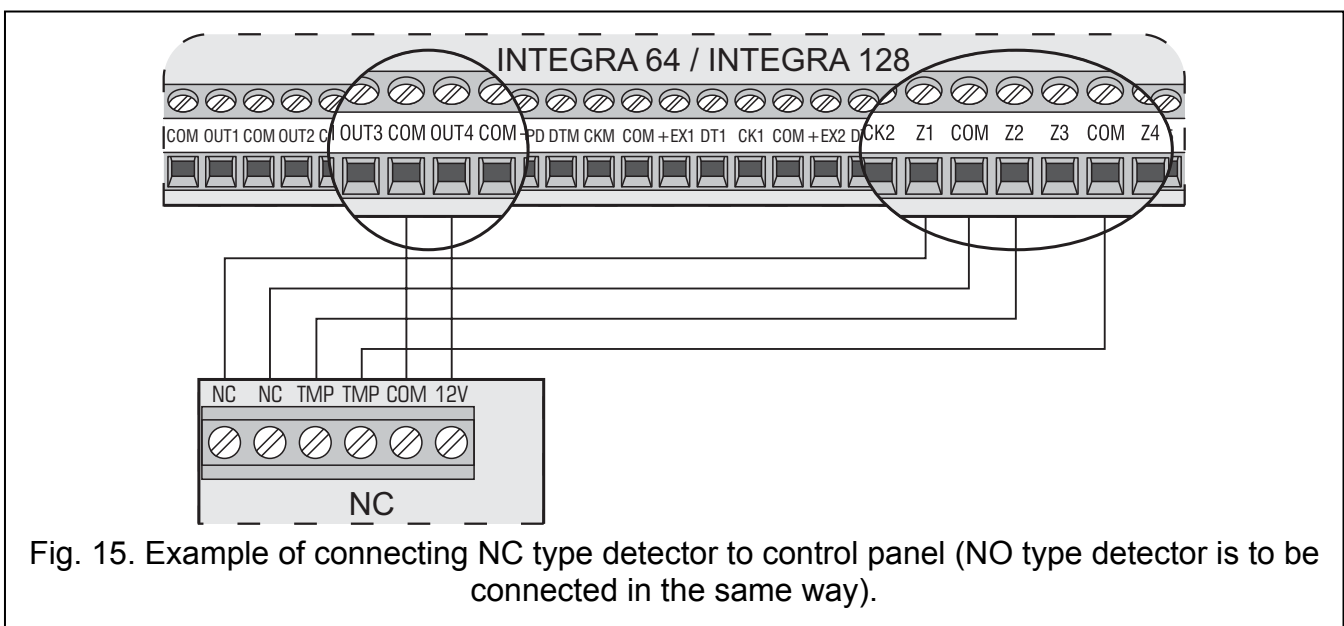 INTEGRA 64 / INTEGRA 128
COM OUT1 COM OUT2 OUT3 COM OUT4 COM DTM CKM COM +EX1 DT1 CK1 COM +EX2 CK2 Z1 COM Z2 Z3 COM Z4
NC NC TMP TMP COM 12V
NC
Fig. 15. Example of connecting NC type detector to control panel (NO type detector is to be
connected in the same way).